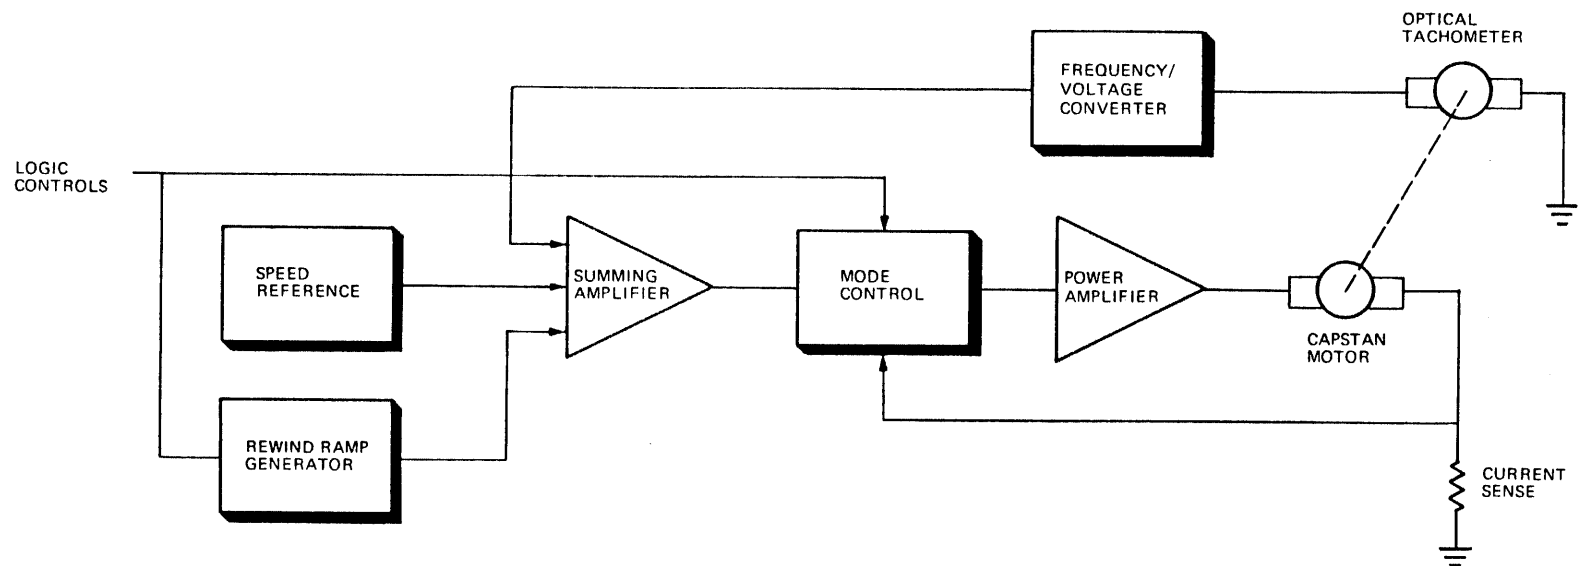 OPTICAL
TACHOMETER
FREQUENCY/
VOLTAGE
CONVERTER
LOGIC
CONTROLS
SPEED
REFERENCE
SUMMING
AMPLIFIER
MODE
CONTROL
POWER
AMPLIFIER
CAPSTAN
MOTOR
REWIND RAMP
GENERATOR
CURRENT
SENSE